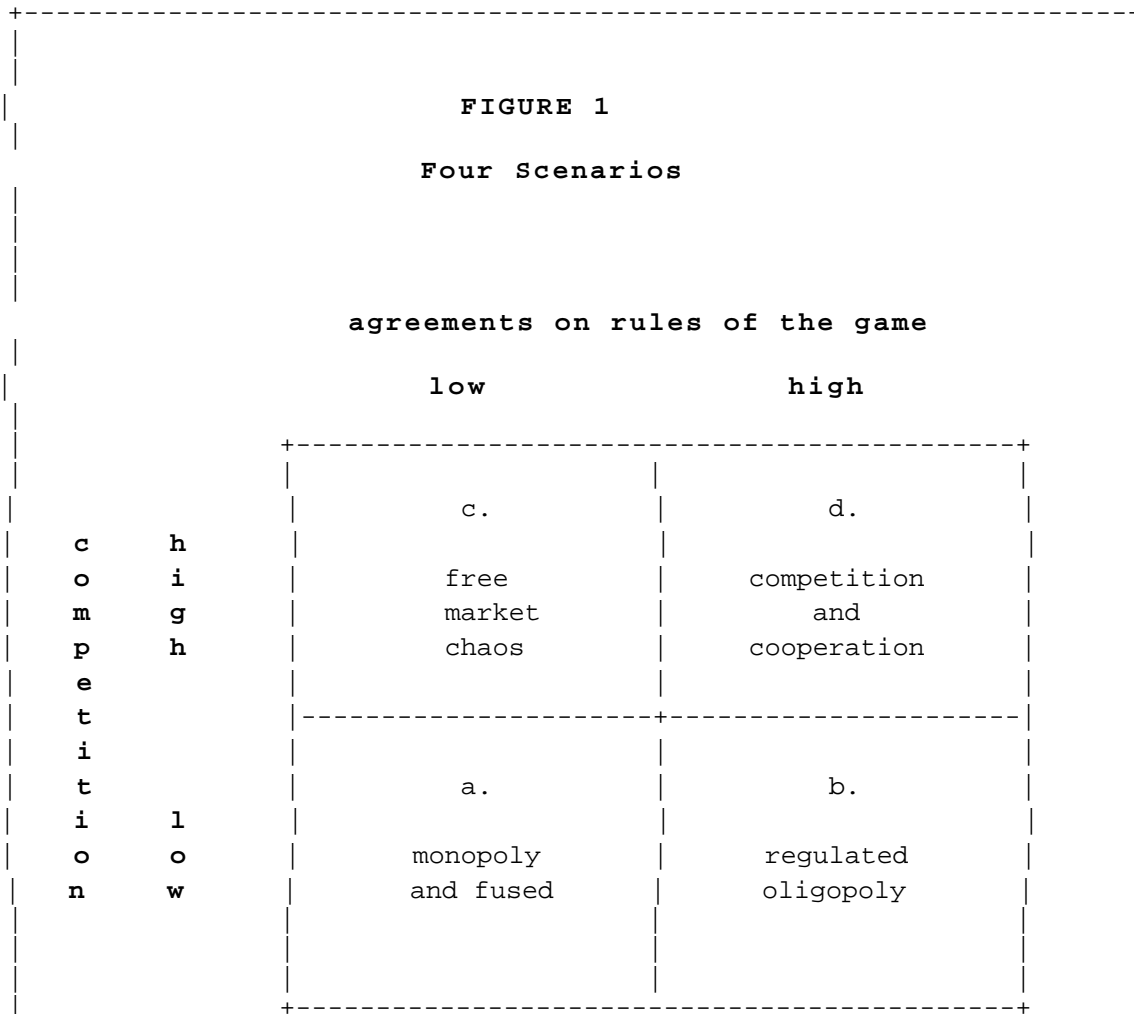 FIGURE 1
Four Scenarios
agreements on rules of the game
low high
c. d.
c h
o i free competition
m g market and
p h chaos cooperation
e
t
i
t a. b.
i l
o o monopoly regulated
n w and fused oligopoly